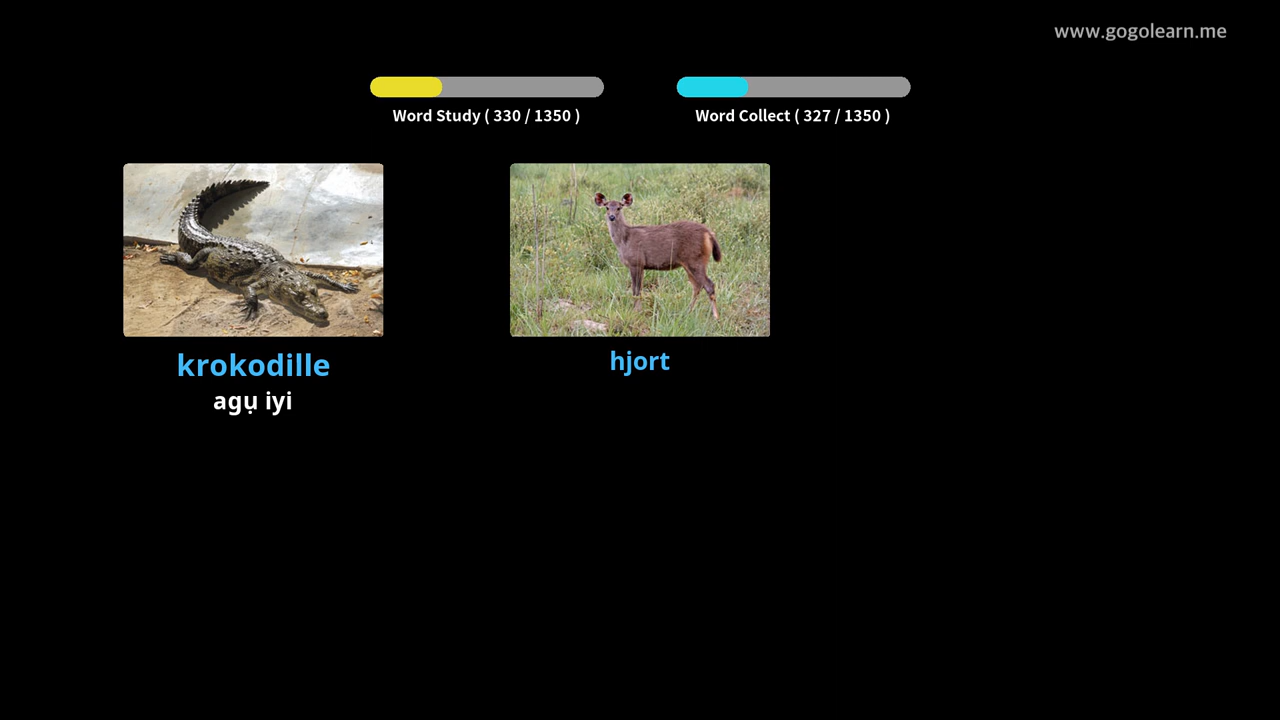 www.gogolearn.me
Word Study ( 330 / 1350 )
Word Collect ( 327 / 1350 )
krokodille
agụ iyi
hjort